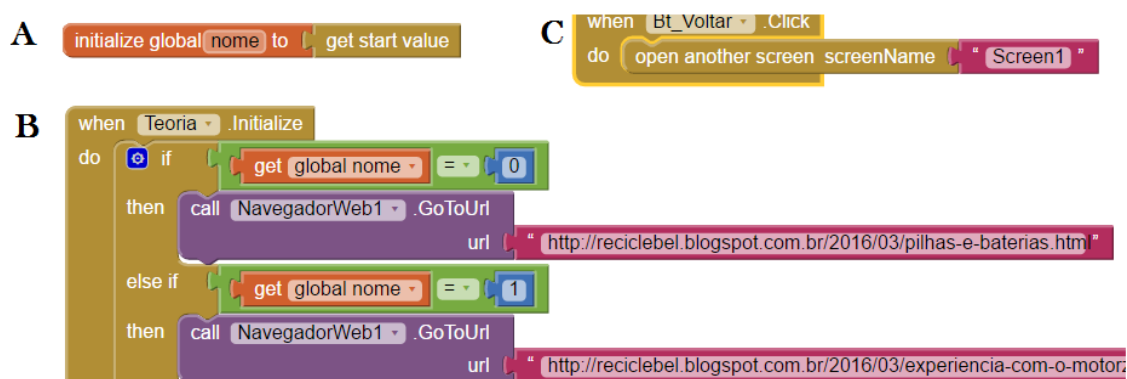 A
initialize global nome to get start value
C
when Bt_Voltar .Click
do open another screen screenName " Screen1 "
B
when Teoria .Initialize
do if get global nome = 0
then call NavegadorWeb1 .GoToUrl
url " http://reciclebel.blogspot.com.br/2016/03/pilhas-e-baterias.html"
else if get global nome = 1
then call NavegadorWeb1 .GoToUrl
url " http://reciclebel.blogspot.com.br/2016/03/experiencia-com-o-motorz